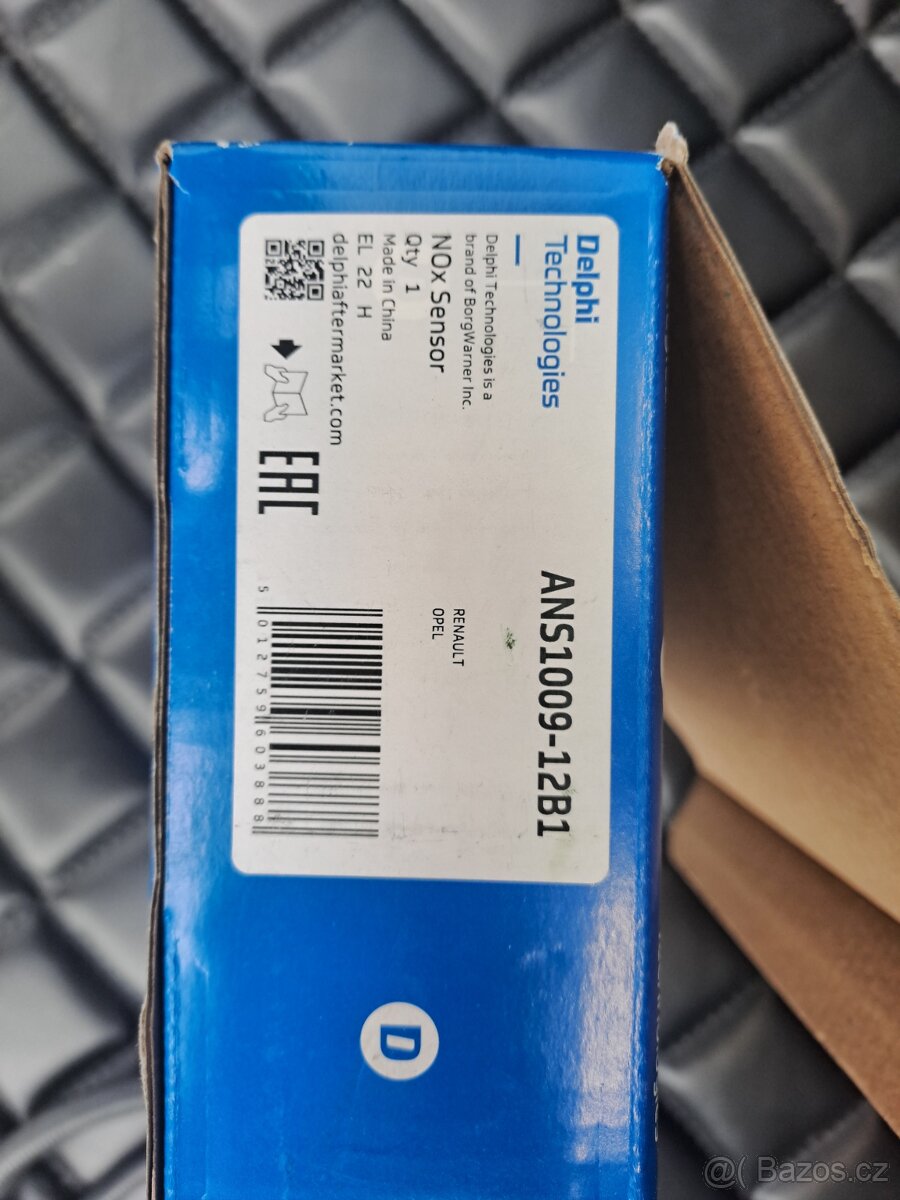 Delphi
Technologies
Delphi Technologies is a
brand of BorgWarner Inc.
NOx Sensor
Qty 1
Made in China
EL 22 H
delphiaftermarket.com
EAC
ANS1009-12B1
RENAULT
OPEL
5 012759 603888
D
@( Bazos.cz